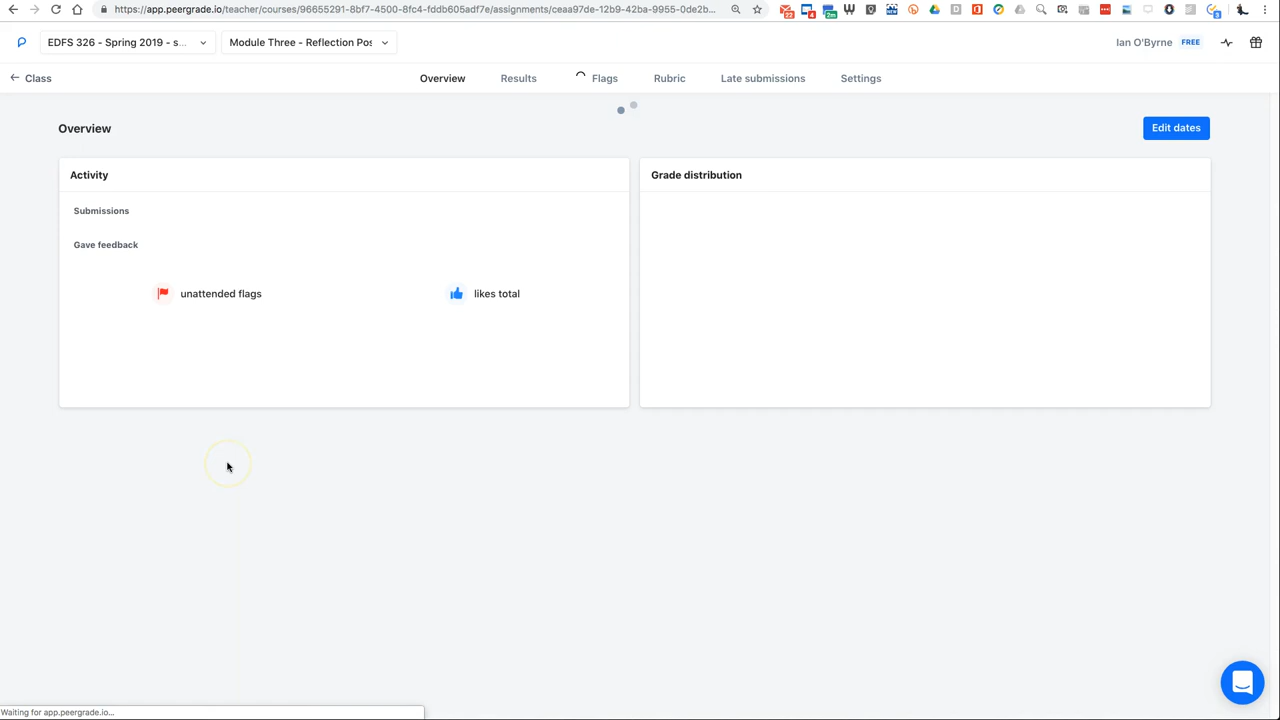 https://app.peergrade.io/teacher/courses/96655291-8bf7-4500-8fc4-fddb605adf7e/assignments/ceaa97de-12b9-42ba-9955-0de2b...
EDFS 326 - Spring 2019 - s...
Module Three - Reflection Pos
Ian O'Byrne FREE
Class
Overview Results Flags Rubric Late submissions Settings
Overview
Edit dates
Activity
Grade distribution
Submissions
Gave feedback
unattended flags
likes total
Waiting for app.peergrade.io...